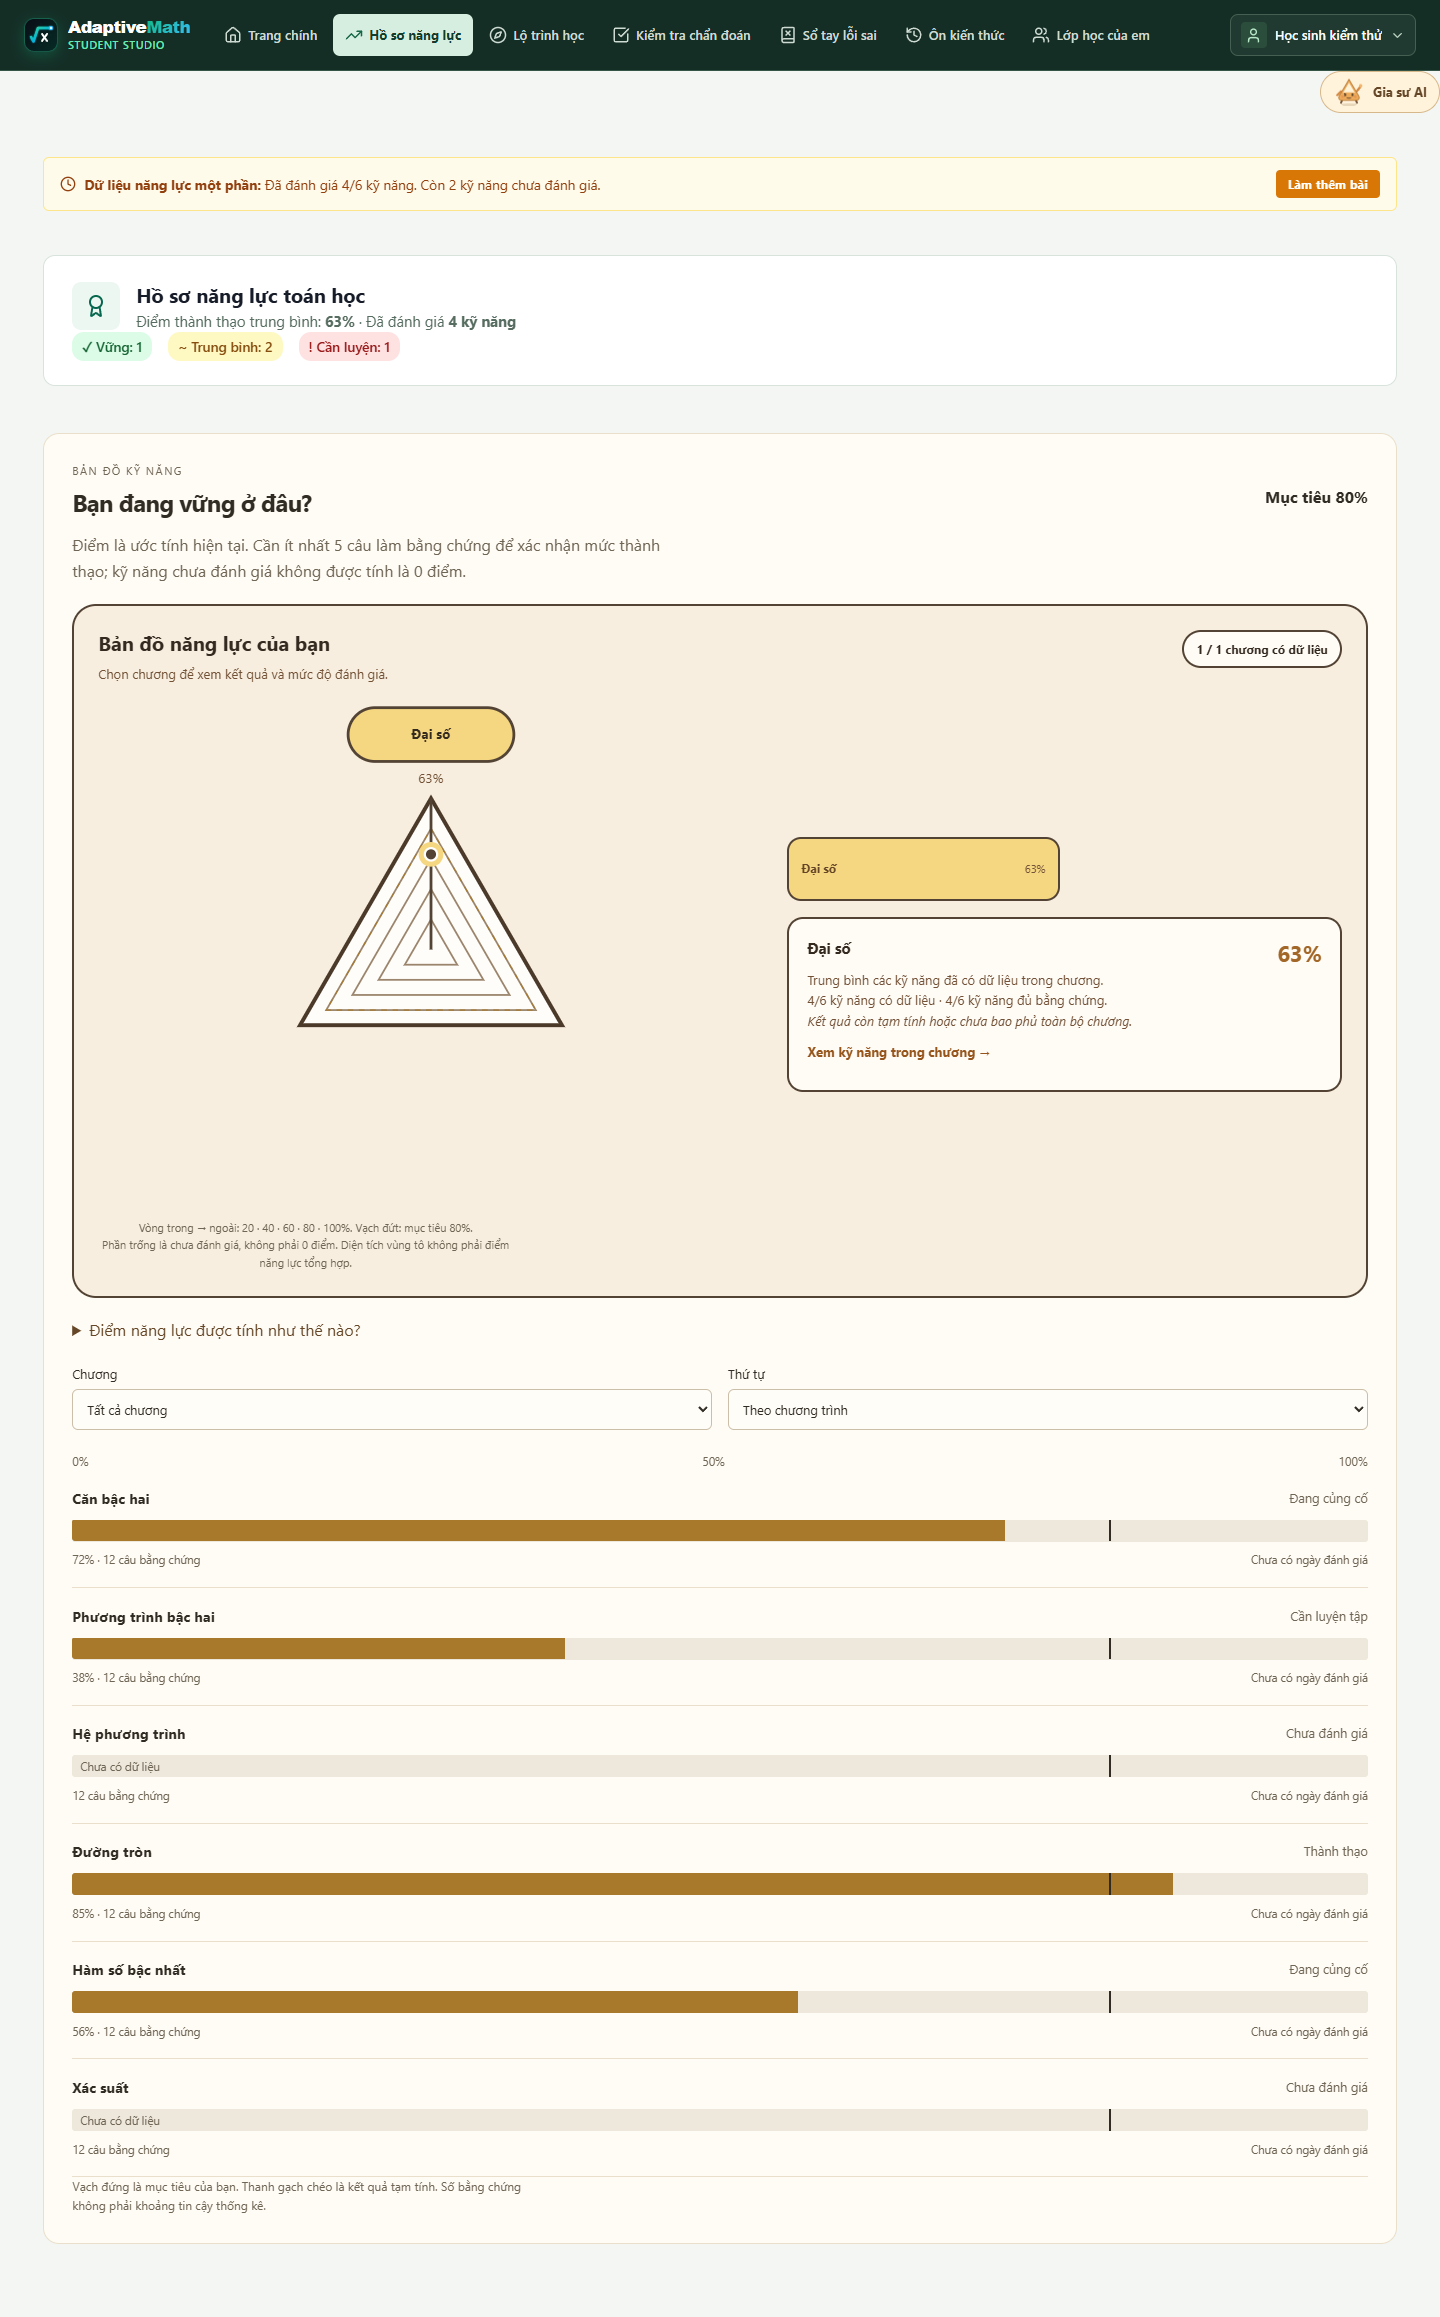 AdaptiveMath
STUDENT STUDIO
Trang chính
Hồ sơ năng lực
Lộ trình học
Kiểm tra chẩn đoán
Sổ tay lỗi sai
Ôn kiến thức
Lớp học của em
Học sinh kiểm thử
Gia sư AI
Dữ liệu năng lực một phần: Đã đánh giá 4/6 kỹ năng. Còn 2 kỹ năng chưa đánh giá.
Làm thêm bài
Hồ sơ năng lực toán học
Điểm thành thạo trung bình: 63% · Đã đánh giá 4 kỹ năng
✓ Vững: 1
~ Trung bình: 2
! Cần luyện: 1
BẢN ĐỒ KỸ NĂNG
Bạn đang vững ở đâu?
Mục tiêu 80%
Điểm là ước tính hiện tại. Cần ít nhất 5 câu làm bằng chứng để xác nhận mức thành
thạo; kỹ năng chưa đánh giá không được tính là 0 điểm.
Bản đồ năng lực của bạn
1 / 1 chương có dữ liệu
Chọn chương để xem kết quả và mức độ đánh giá.
Đại số
63%
Đại số
63%
Đại số
63%
Trung bình các kỹ năng đã có dữ liệu trong chương.
4/6 kỹ năng có dữ liệu · 4/6 kỹ năng đủ bằng chứng.
Kết quả còn tạm tính hoặc chưa bao phủ toàn bộ chương.
Xem kỹ năng trong chương →
Vòng trong → ngoài: 20 · 40 · 60 · 80 · 100%. Vạch đứt: mục tiêu 80%.
Phần trống là chưa đánh giá, không phải 0 điểm. Diện tích vùng tô không phải điểm
năng lực tổng hợp.
▶ Điểm năng lực được tính như thế nào?
Chương
Thứ tự
Tất cả chương
Theo chương trình
0%
50%
100%
Căn bậc hai
Đang củng cố
72% · 12 câu bằng chứng
Chưa có ngày đánh giá
Phương trình bậc hai
Cần luyện tập
38% · 12 câu bằng chứng
Chưa có ngày đánh giá
Hệ phương trình
Chưa đánh giá
Chưa có dữ liệu
12 câu bằng chứng
Chưa có ngày đánh giá
Đường tròn
Thành thạo
85% · 12 câu bằng chứng
Chưa có ngày đánh giá
Hàm số bậc nhất
Đang củng cố
56% · 12 câu bằng chứng
Chưa có ngày đánh giá
Xác suất
Chưa đánh giá
Chưa có dữ liệu
12 câu bằng chứng
Chưa có ngày đánh giá
Vạch đứng là mục tiêu của bạn. Thanh gạch chéo là kết quả tạm tính. Số bằng chứng
không phải khoảng tin cậy thống kê.